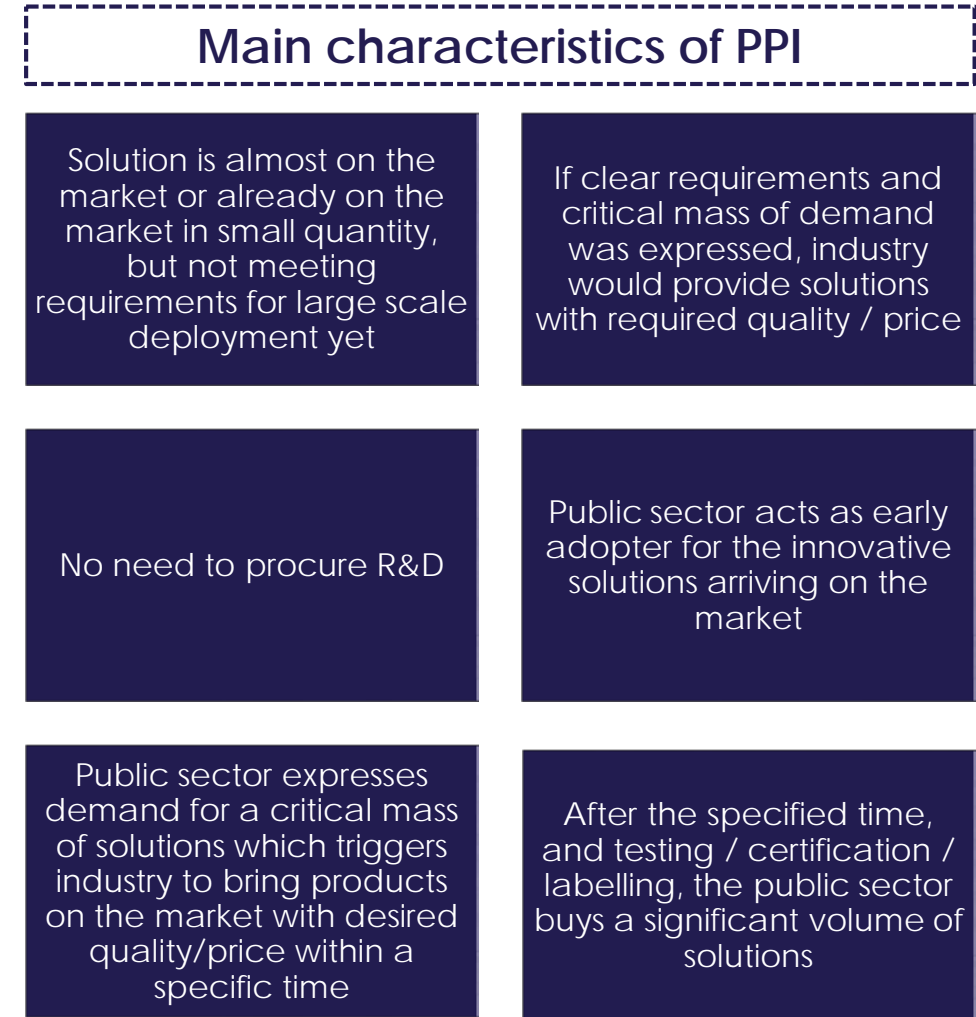 Main characteristics of PPI
Solution is almost on the
market or already on the
market in small quantity,
but not meeting
requirements for large scale
deployment yet
If clear requirements and
critical mass of demand
was expressed, industry
would provide solutions
with required quality / price
No need to procure R&D
Public sector acts as early
adopter for the innovative
solutions arriving on the
market
Public sector expresses
demand for a critical mass
of solutions which triggers
industry to bring products
on the market with desired
quality/price within a
specific time
After the specified time,
and testing / certification /
labelling, the public sector
buys a significant volume of
solutions